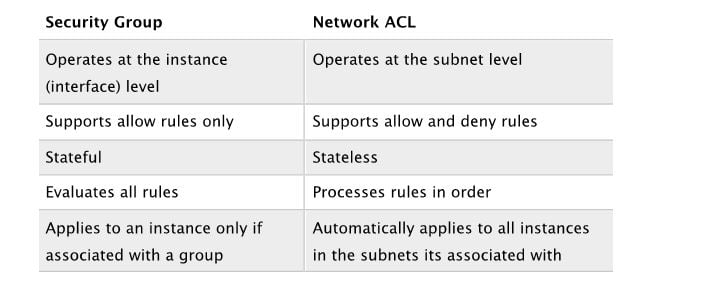 Security Group Network ACL
Operates at the instance Operates at the subnet level
(interface) level
Supports allow rules only Supports allow and deny rules
Stateful Stateless
Evaluates all rules Processes rules in order
Applies to an instance only if Automatically applies to all instances
associated with a group in the subnets its associated with